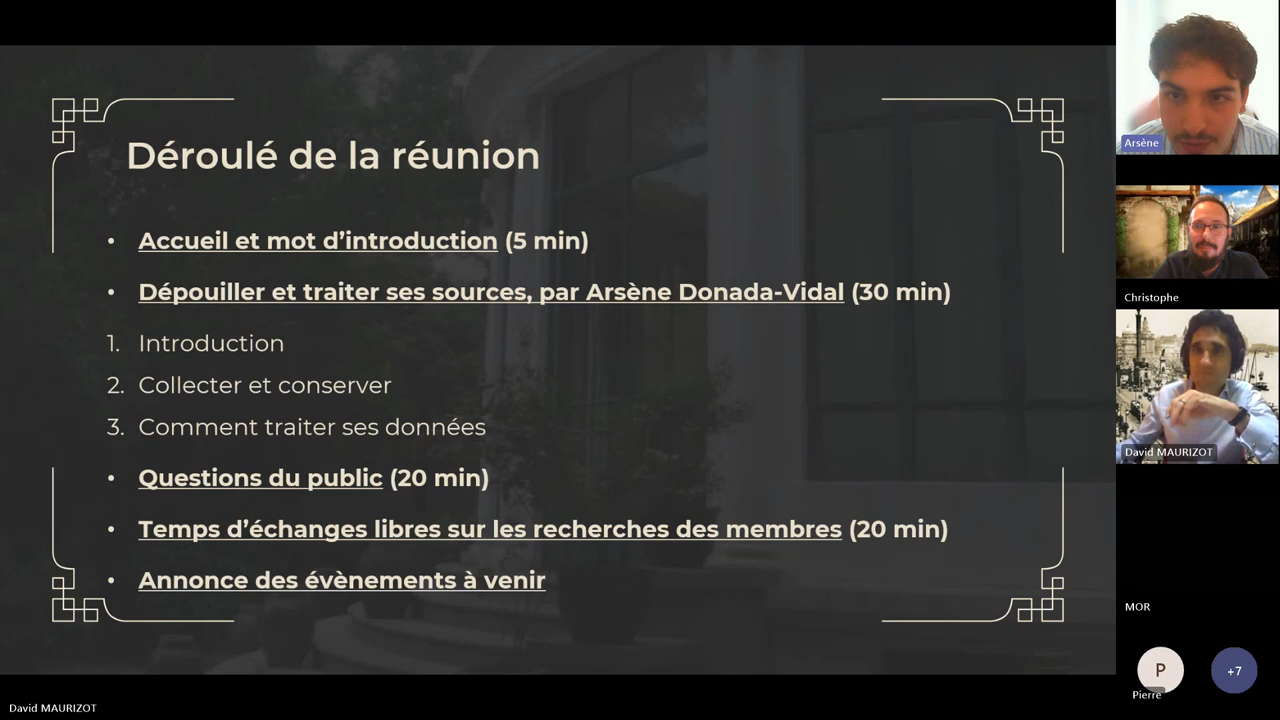 Déroulé de la réunion
• Accueil et mot d’introduction (5 min)
• Dépouiller et traiter ses sources, par Arsène Donada-Vidal (30 min)
1. Introduction
2. Collecter et conserver
3. Comment traiter ses données
• Questions du public (20 min)
• Temps d’échanges libres sur les recherches des membres (20 min)
• Annonce des évènements à venir
Arsène
Christophe
David MAURIZOT
MOR
P
+7
Pierre
David MAURIZOT